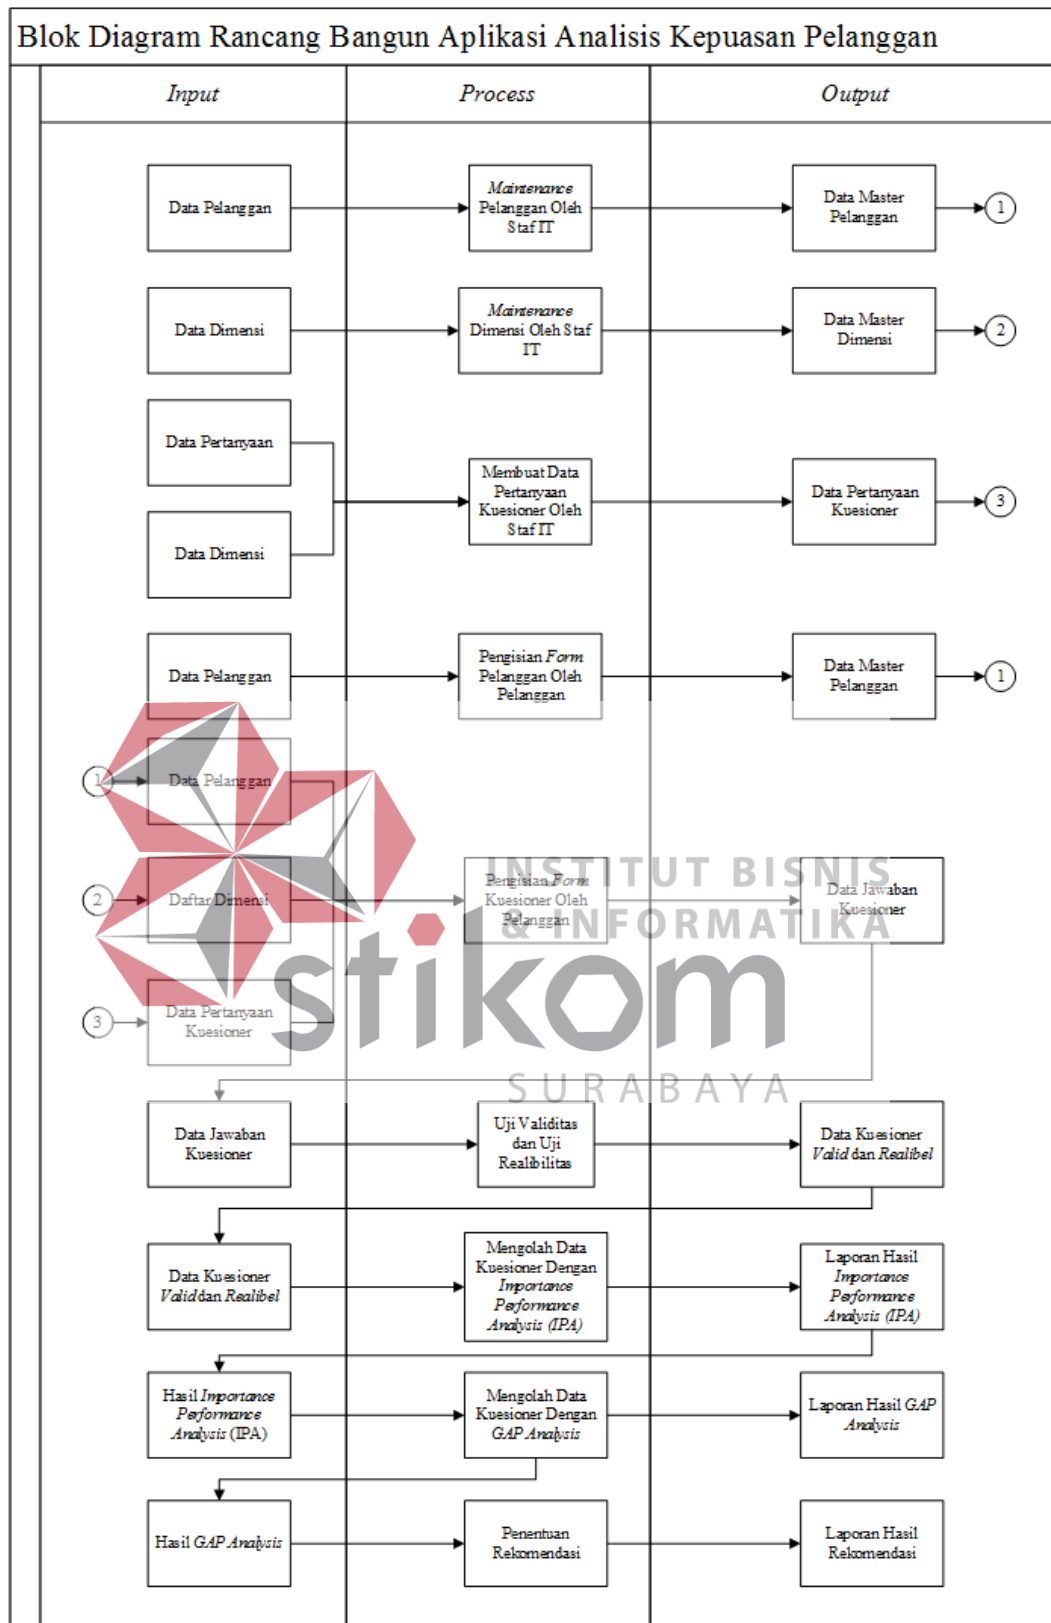 Blok Diagram Rancang Bangun Aplikasi Analisis Kepuasan Pelanggan
Input
Process
Output
Data Pelanggan
Maintenance
Pelanggan Oleh
Staf IT
Data Master
Pelanggan
1
Data Dimensi
Maintenance
Dimensi Oleh Staf
IT
Data Master
Dimensi
2
Data Pertanyaan
Data Dimensi
Membuat Data
Pertanyaan
Kuesioner Oleh
Staf IT
Data Pertanyaan
Kuesioner
3
Data Pelanggan
Pengisian Form
Pelanggan Oleh
Pelanggan
Data Master
Pelanggan
1
1
Data Pelanggan
2
Daftar Dimensi
3
Data Pertanyaan
Kuesioner
Pengisian Form
Kuesioner Oleh
Pelanggan
Data Jawaban
Kuesioner
INSTITUT BISNIS
& INFORMATIKA
stikom
SURABAYA
Data Jawaban
Kuesioner
Uji Validitas
dan Uji
Realibilitas
Data Kuesioner
Valid dan Realibel
Data Kuesioner
Valid dan Realibel
Mengolah Data
Kuesioner Dengan
Importance
Performance
Analysis (IPA)
Laporan Hasil
Importance
Performance
Analysis (IPA)
Hasil Importance
Performance
Analysis (IPA)
Mengolah Data
Kuesioner Dengan
GAP Analysis
Laporan Hasil GAP
Analysis
Hasil GAP Analysis
Penentuan
Rekomendasi
Laporan Hasil
Rekomendasi